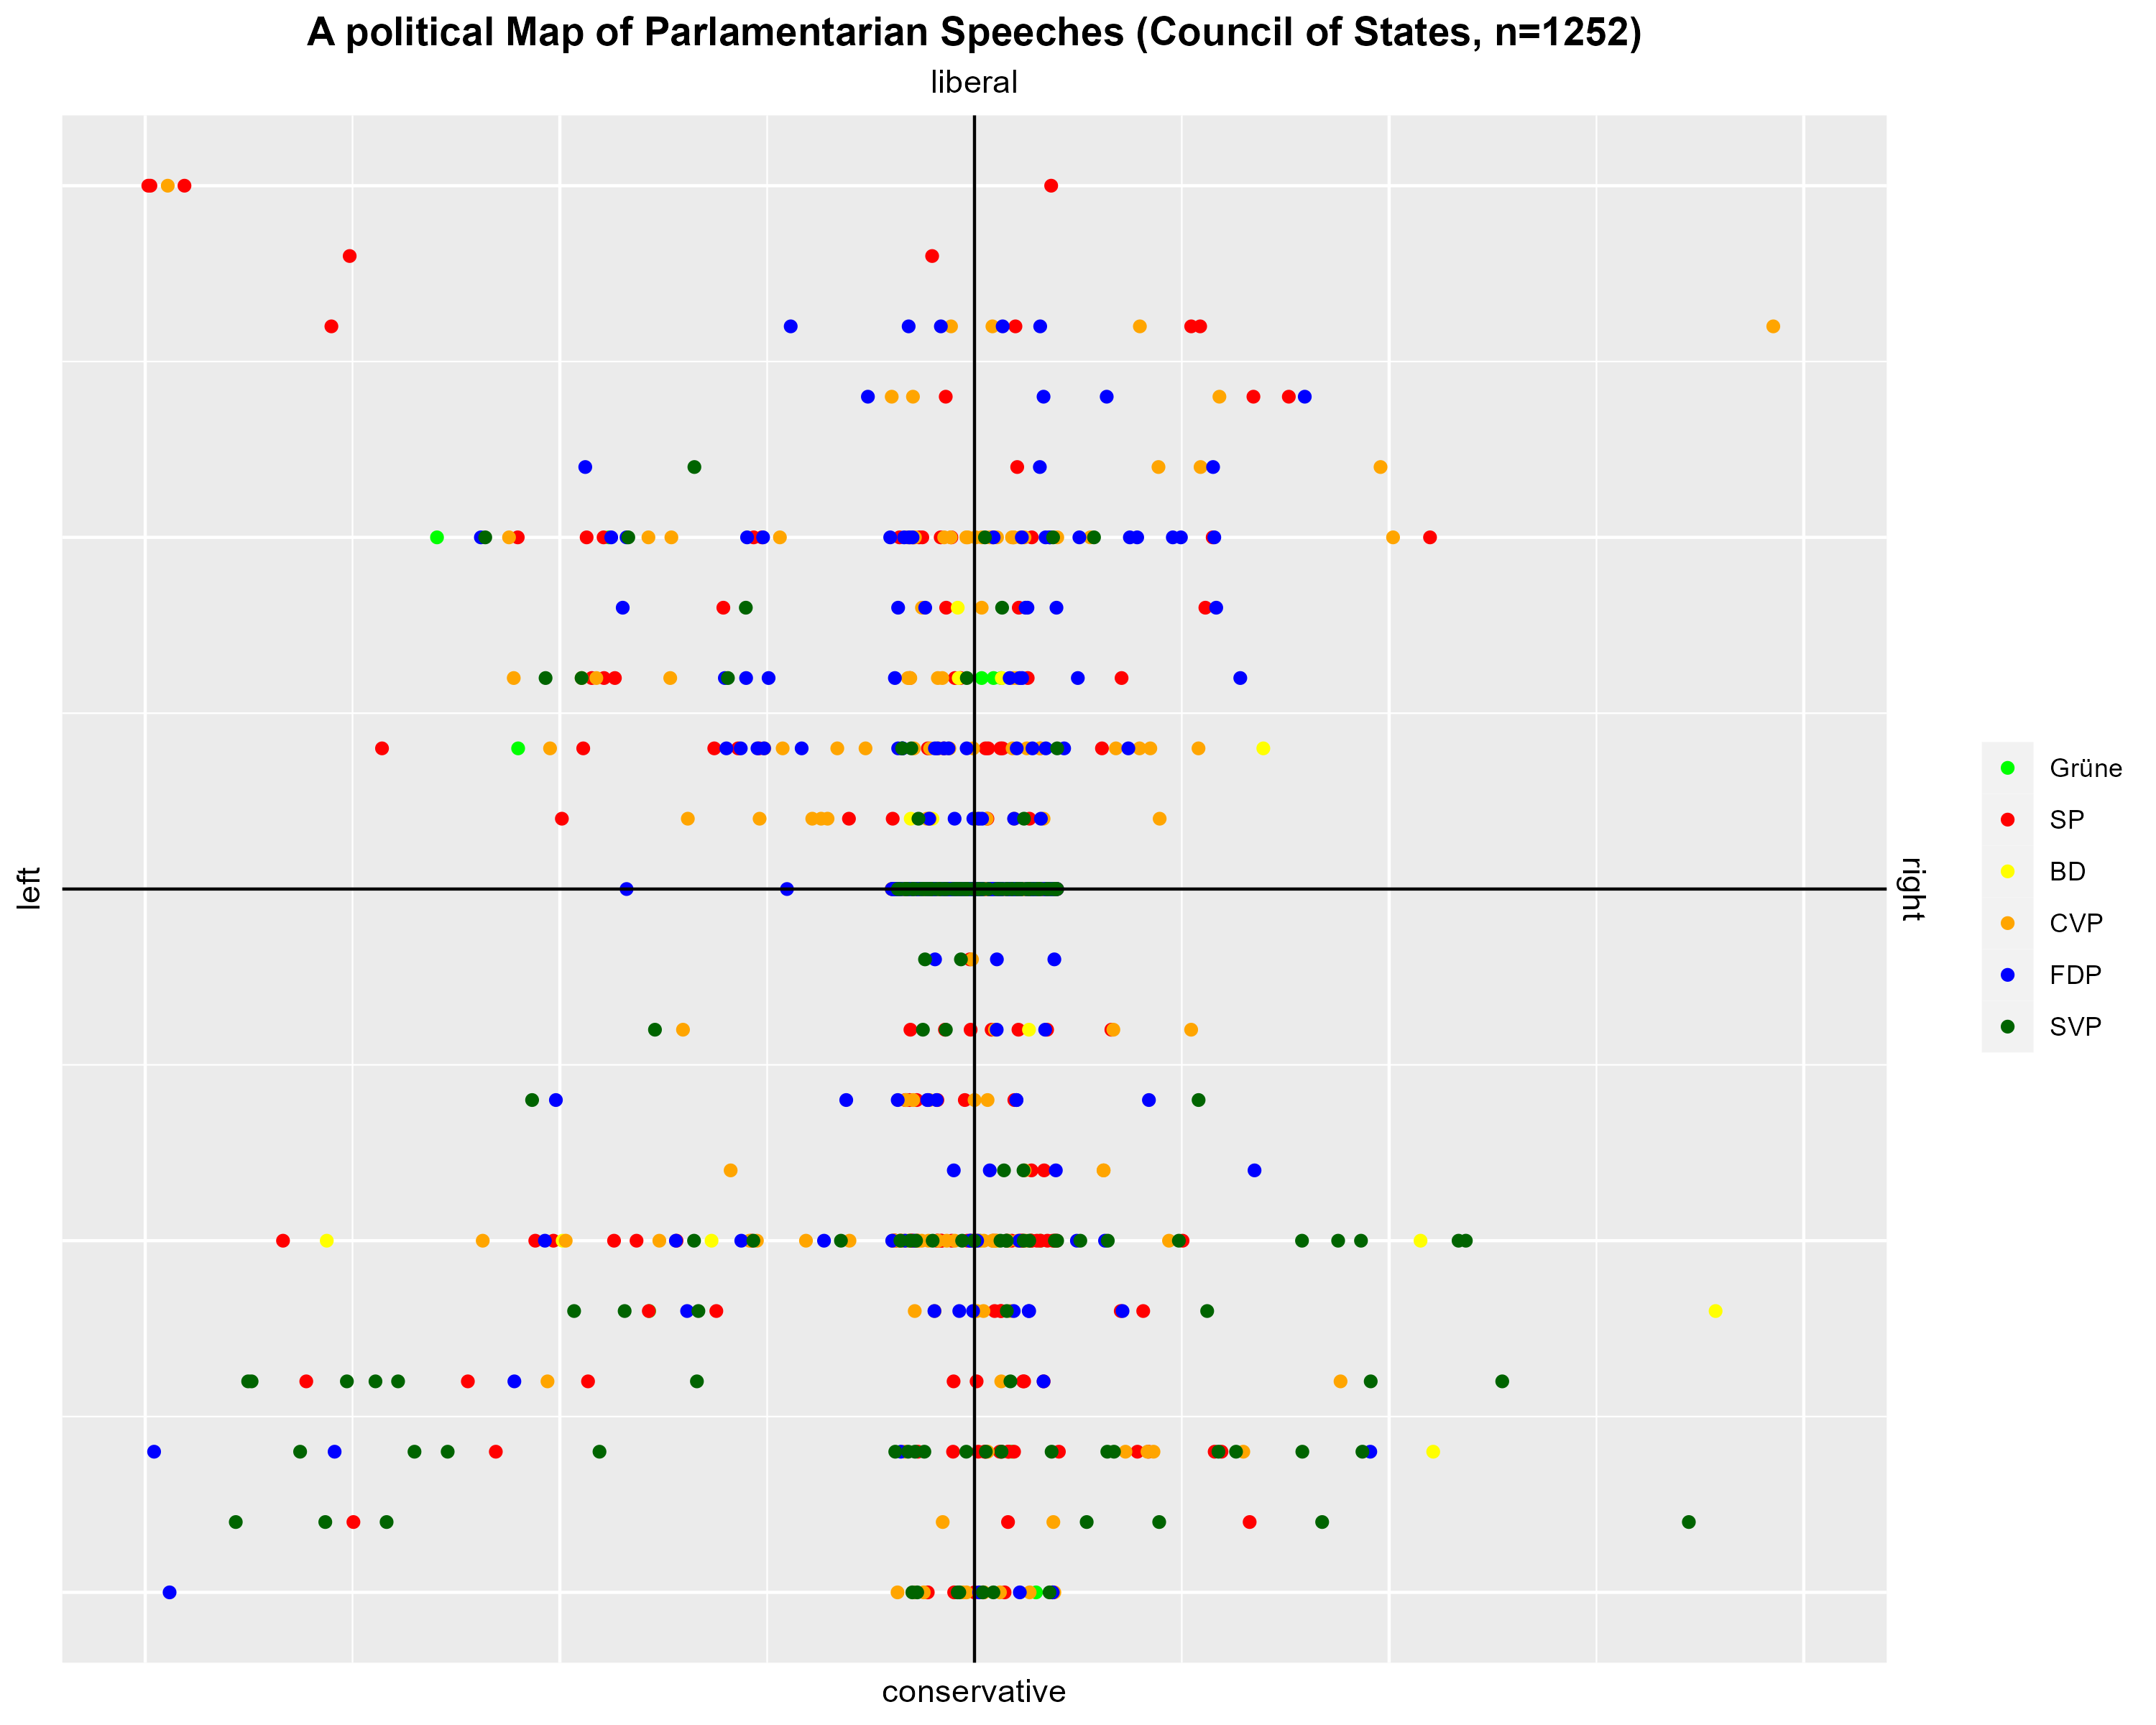 A political Map of Parlamentarian Speeches (Council of States, n=1252)
liberal
left
right
Grüne
SP
BD
CVP
FDP
SVP
conservative